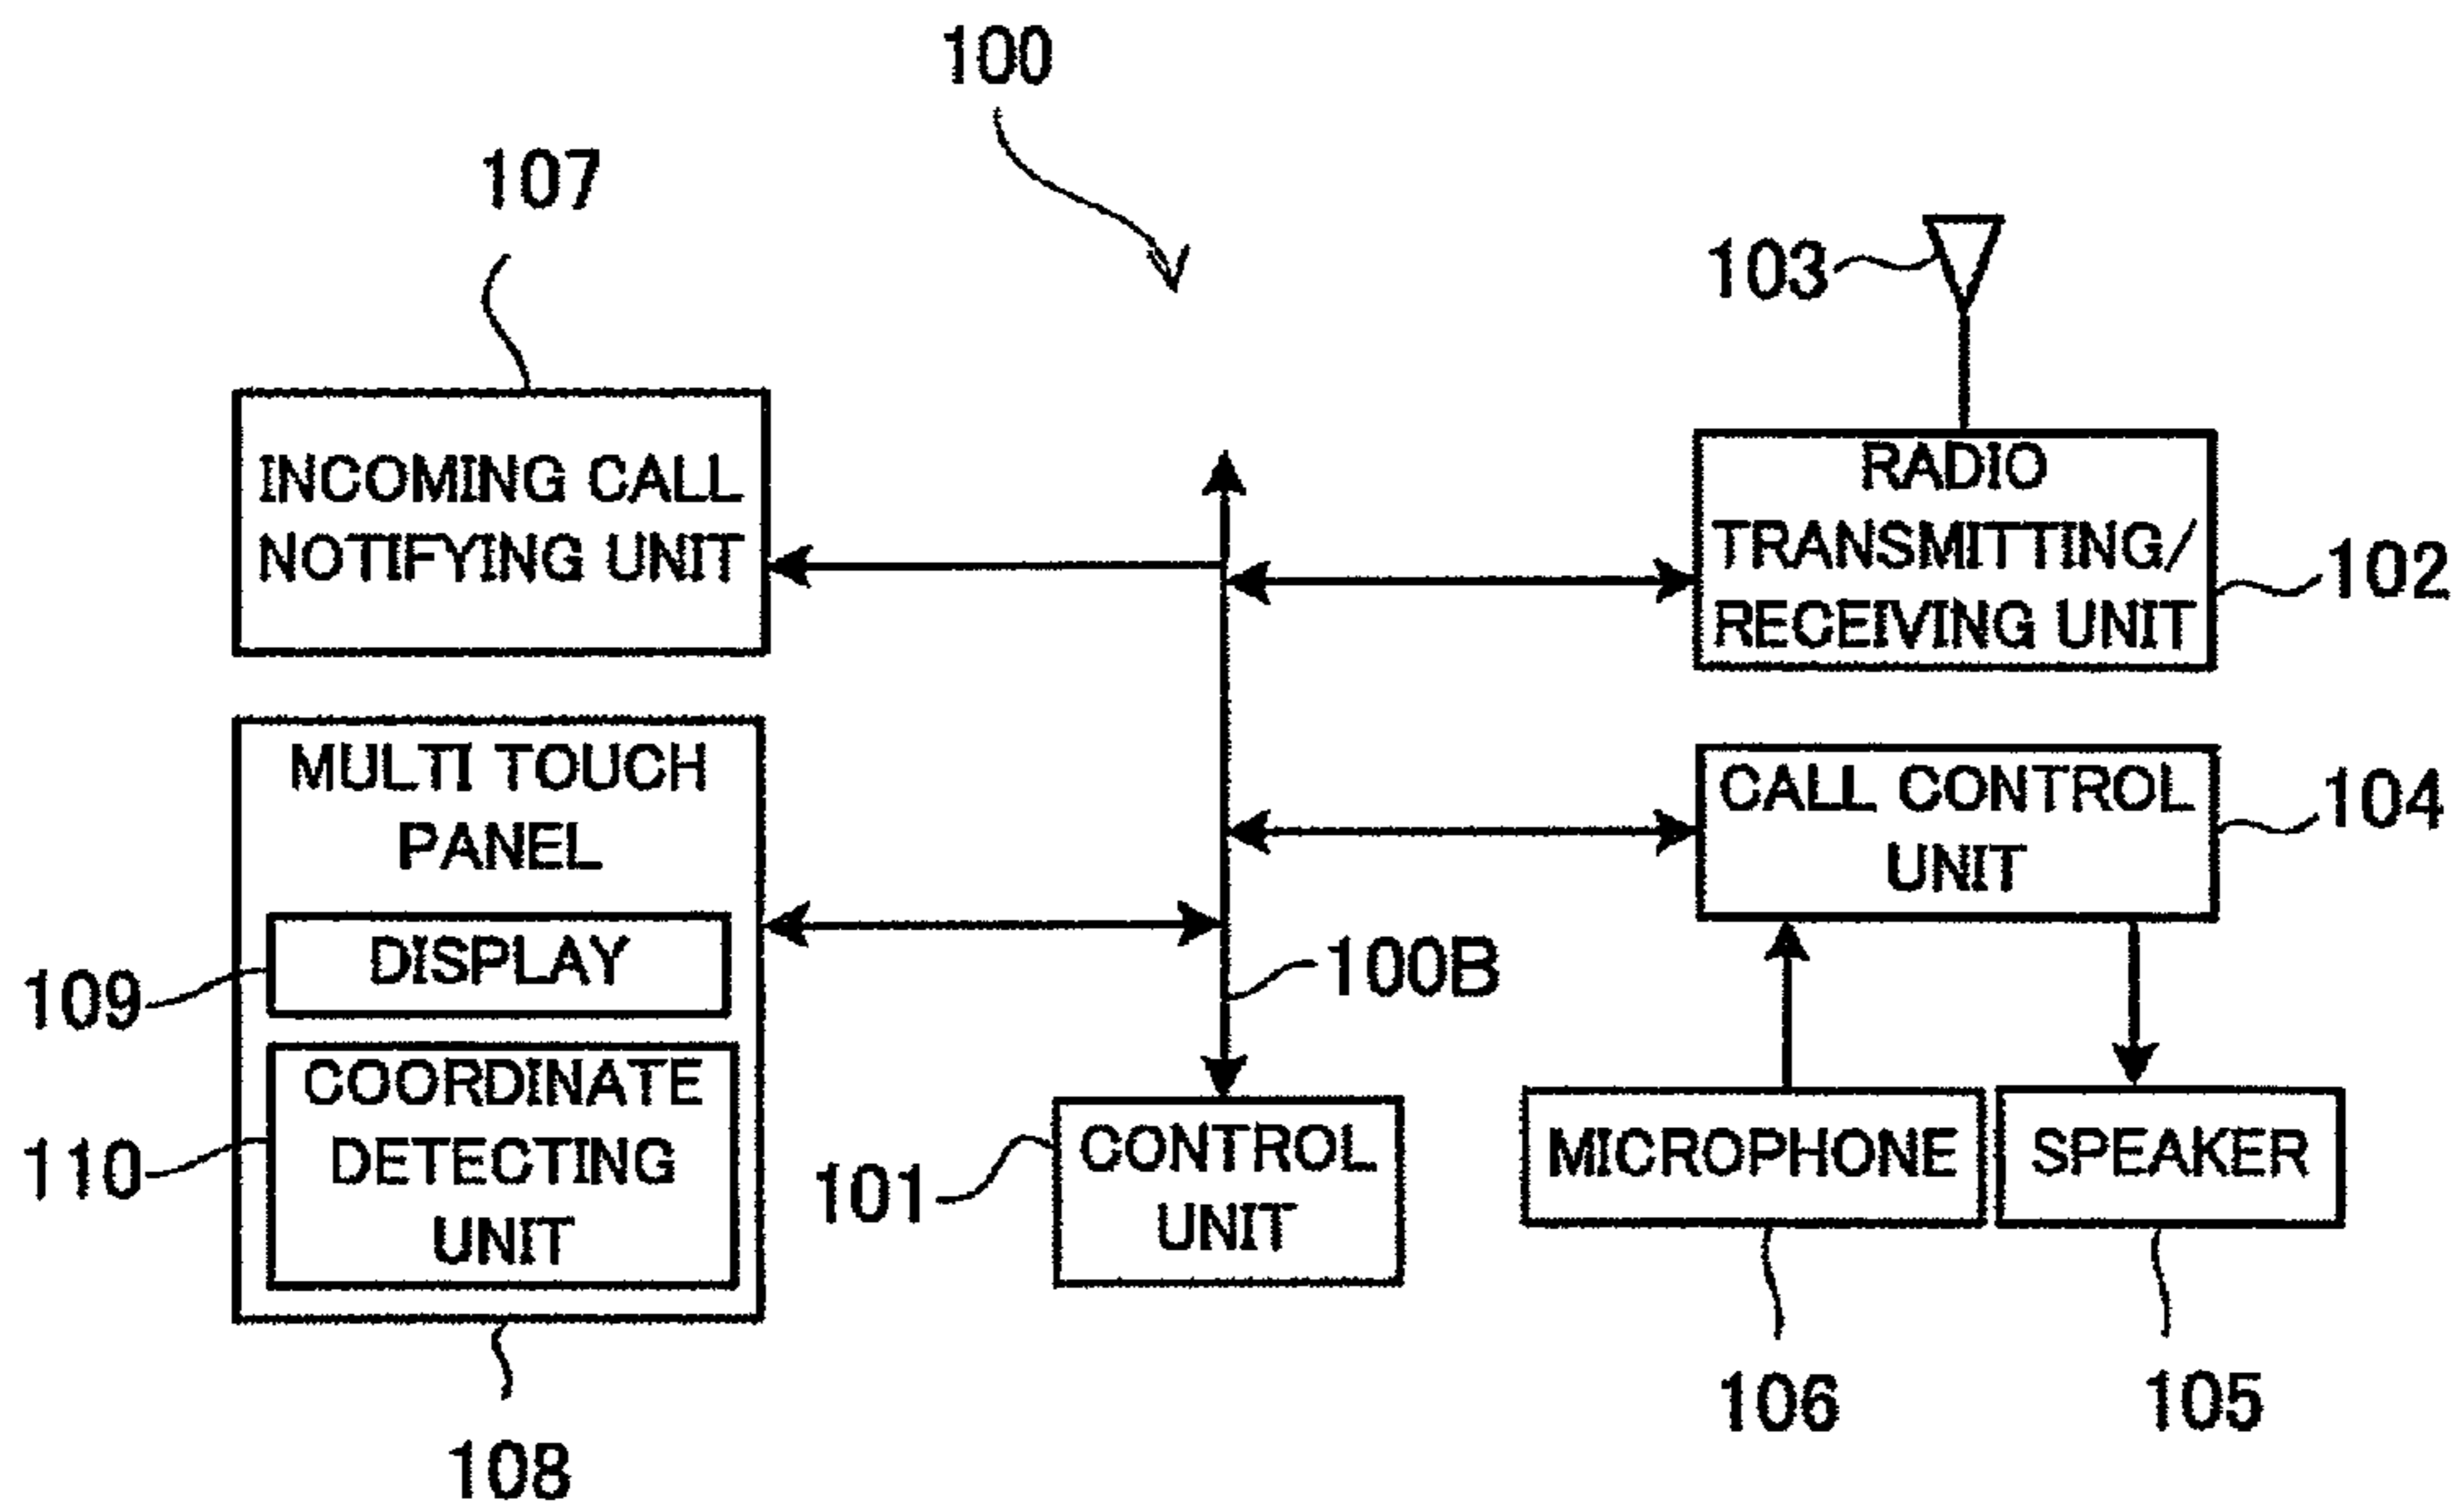 100
107
103
INCOMING CALL
NOTIFYING UNIT
RADIO
TRANSMITTING/
RECEIVING UNIT
102
MULTI TOUCH
PANEL
DISPLAY
109
COORDINATE
DETECTING
UNIT
110
108
100B
CONTROL
UNIT
101
CALL CONTROL
UNIT
104
MICROPHONE
SPEAKER
106
105